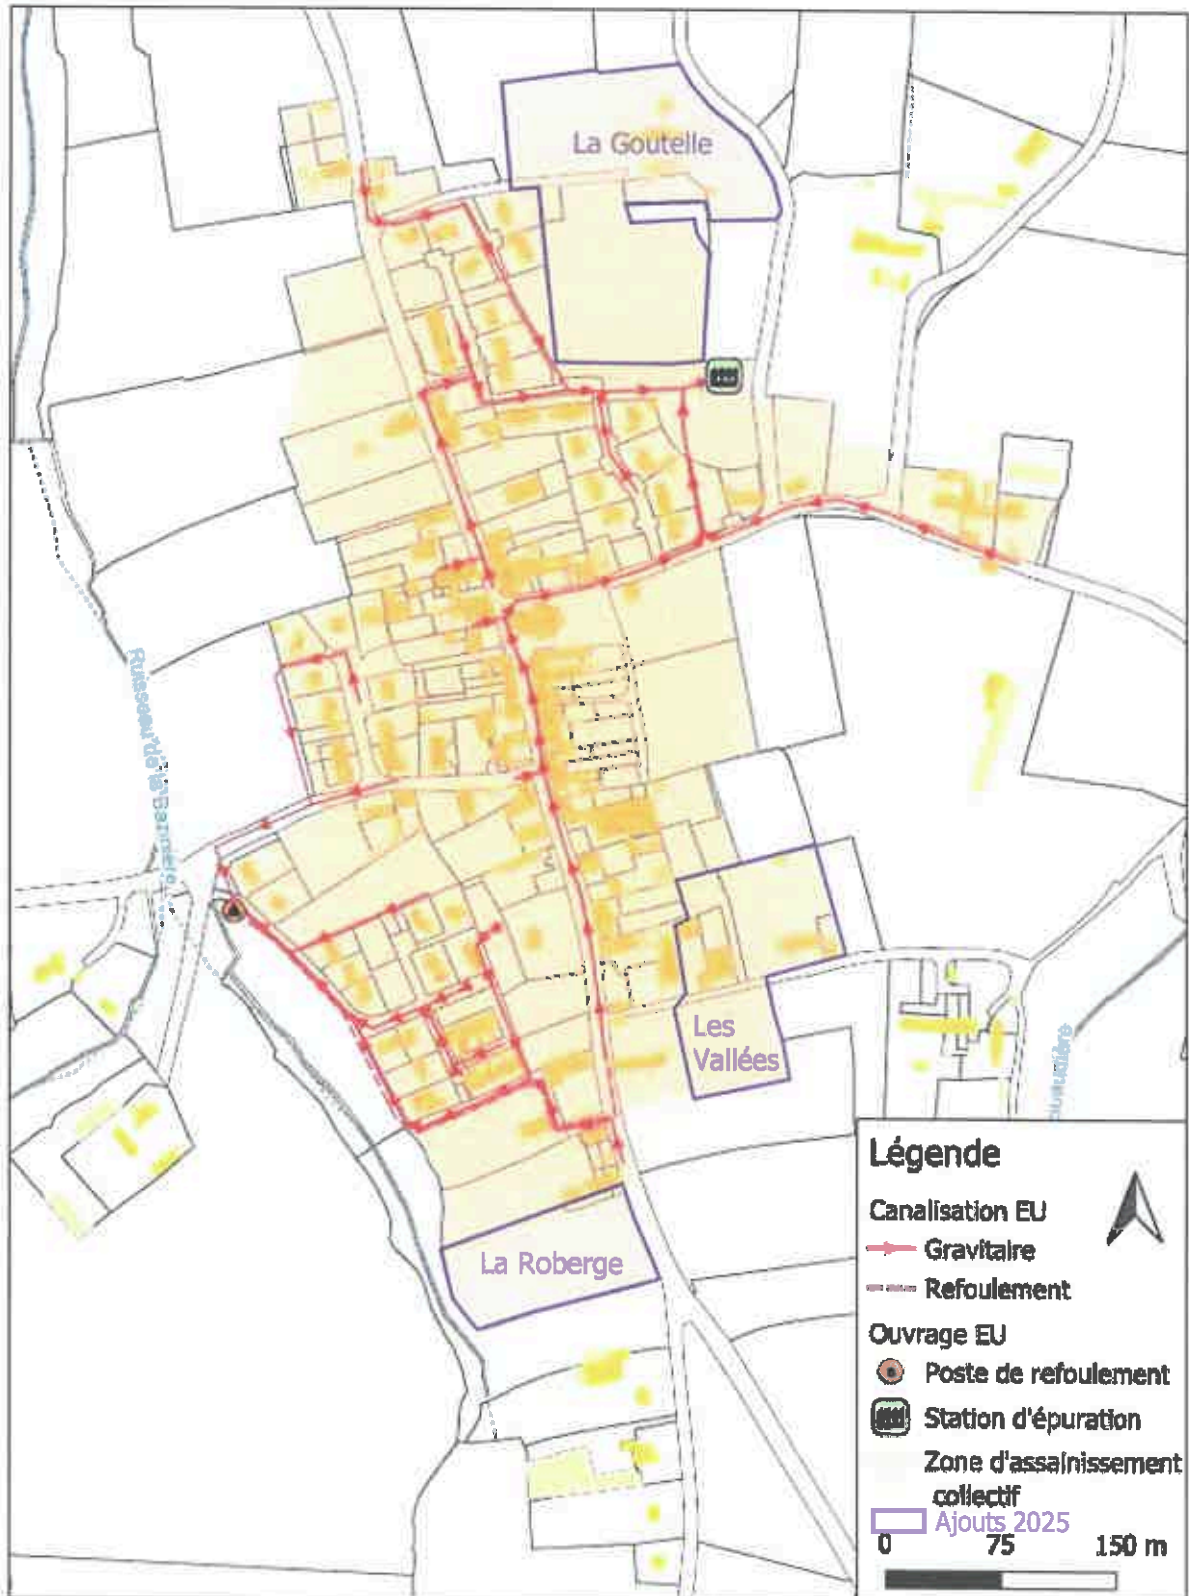 La Goutelle
Ruisseau de la
Les
Vallées
La Roberge
Légende
Canalisation EU
Gravitaire
Refoulement
Ouvrage EU
Poste de refoulement
Station d'épuration
Zone d'assainissement
collectif
Ajouts 2025
0 75 150 m